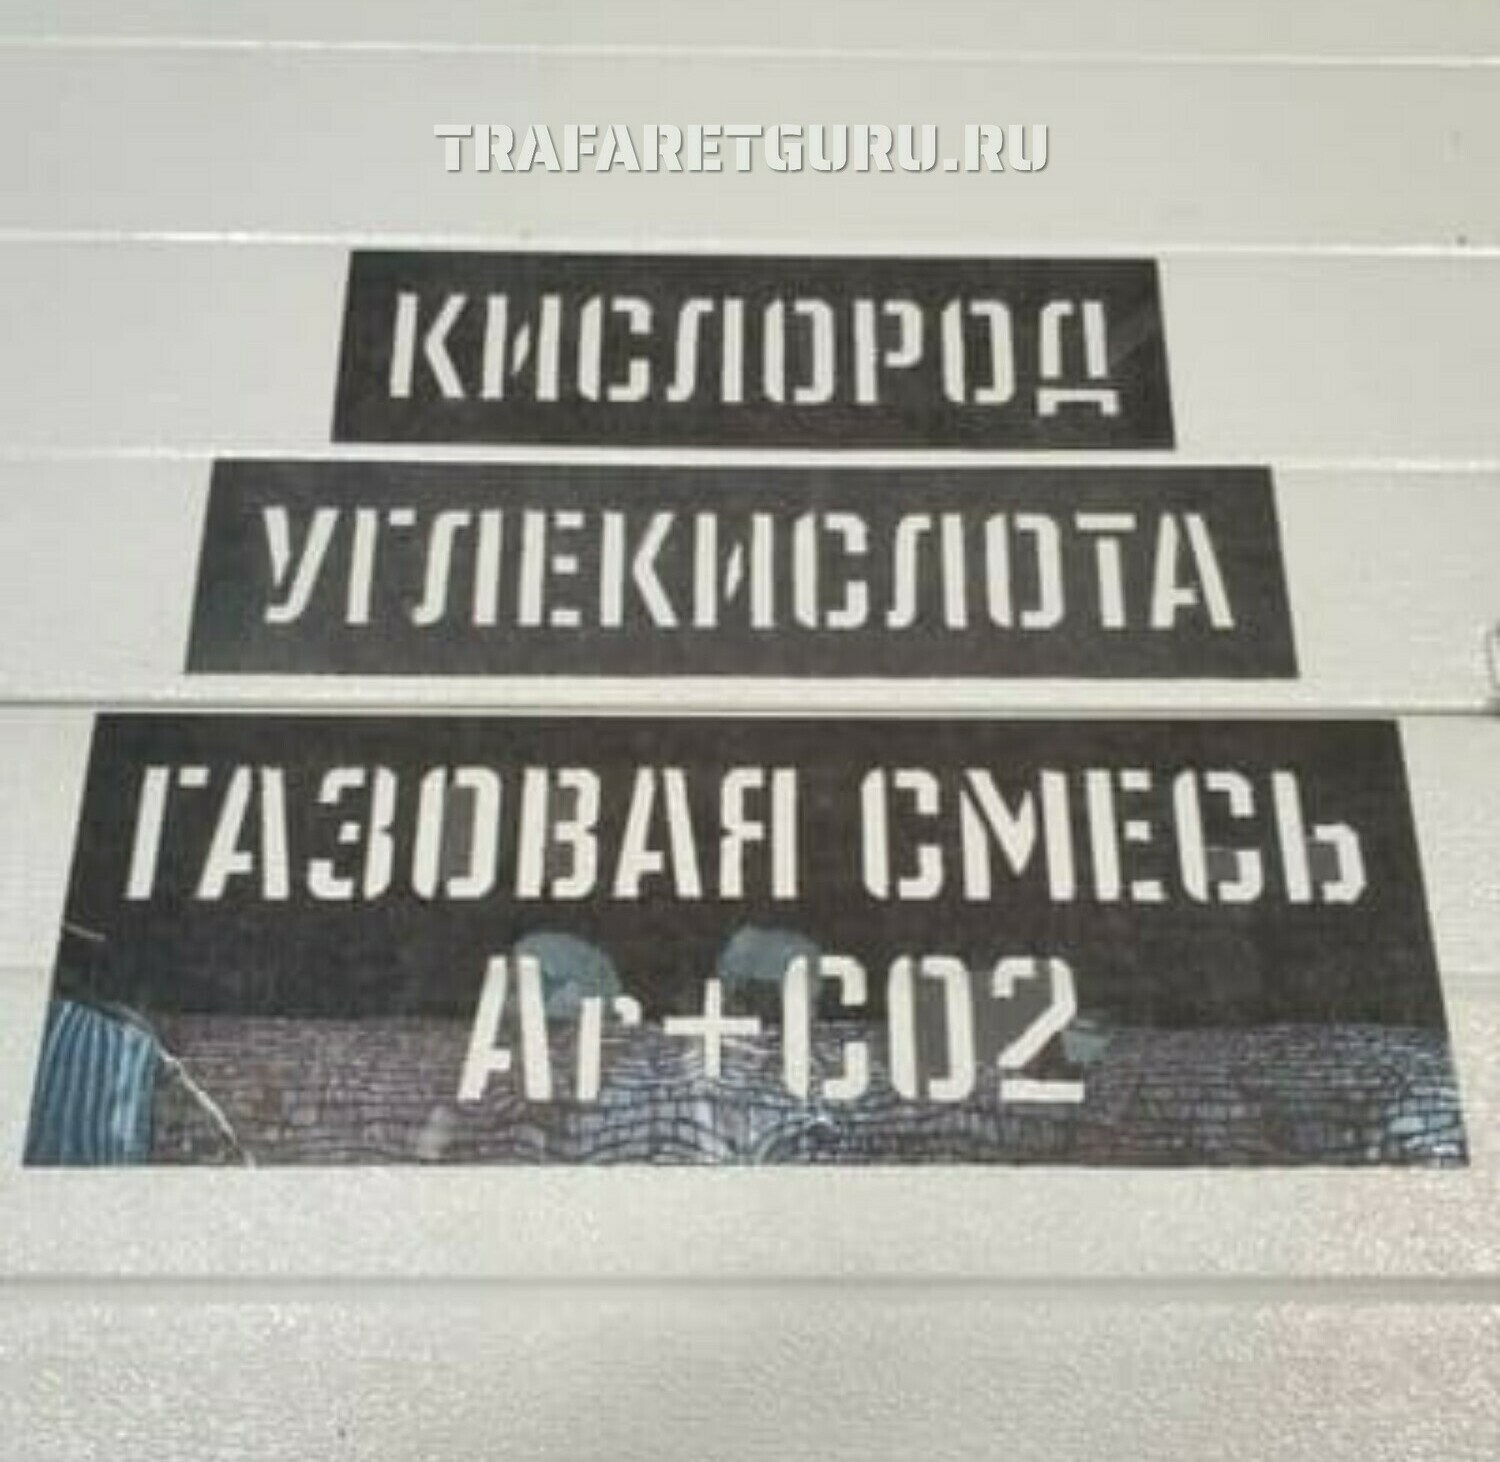 TRAFARETGURU.RU
КИСЛОРОД
УГЛЕКИСЛОТА
ГАЗОВАЯ СМЕСЬ
Ar+CO2